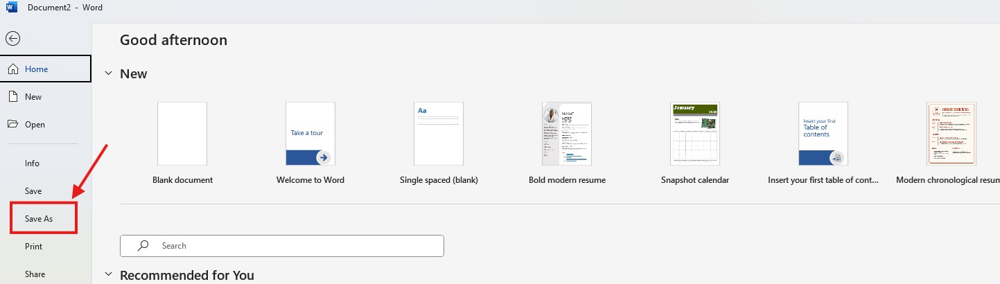 Document2 - Word
Good afternoon
Home
New
Open
Info
Save
Save As
Print
Share
New
Take a tour
Aa
NAME
HERE
January
Insert your first
Table of
contents
Blank document
Welcome to Word
Single spaced (blank)
Bold modern resume
Snapshot calendar
Insert your first table of cont...
Modern chronological resum
Search
Recommended for You